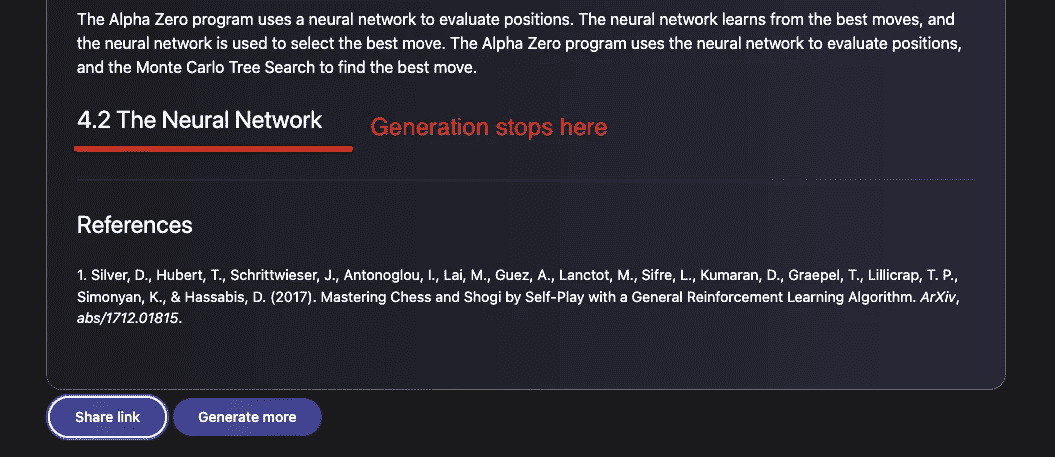 The Alpha Zero program uses a neural network to evaluate positions. The neural network learns from the best moves, and
the neural network is used to select the best move. The Alpha Zero program uses the neural network to evaluate positions,
and the Monte Carlo Tree Search to find the best move.
4.2 The Neural Network
Generation stops here
References
1. Silver, D., Hubert, T., Schrittwieser, J., Antonoglou, I., Lai, M., Guez, A., Lanctot, M., Sifre, L., Kumaran, D., Graepel, T., Lillicrap, T. P.,
Simonyan, K., & Hassabis, D. (2017). Mastering Chess and Shogi by Self-Play with a General Reinforcement Learning Algorithm. ArXiv,
abs/1712.01815.
Share link
Generate more